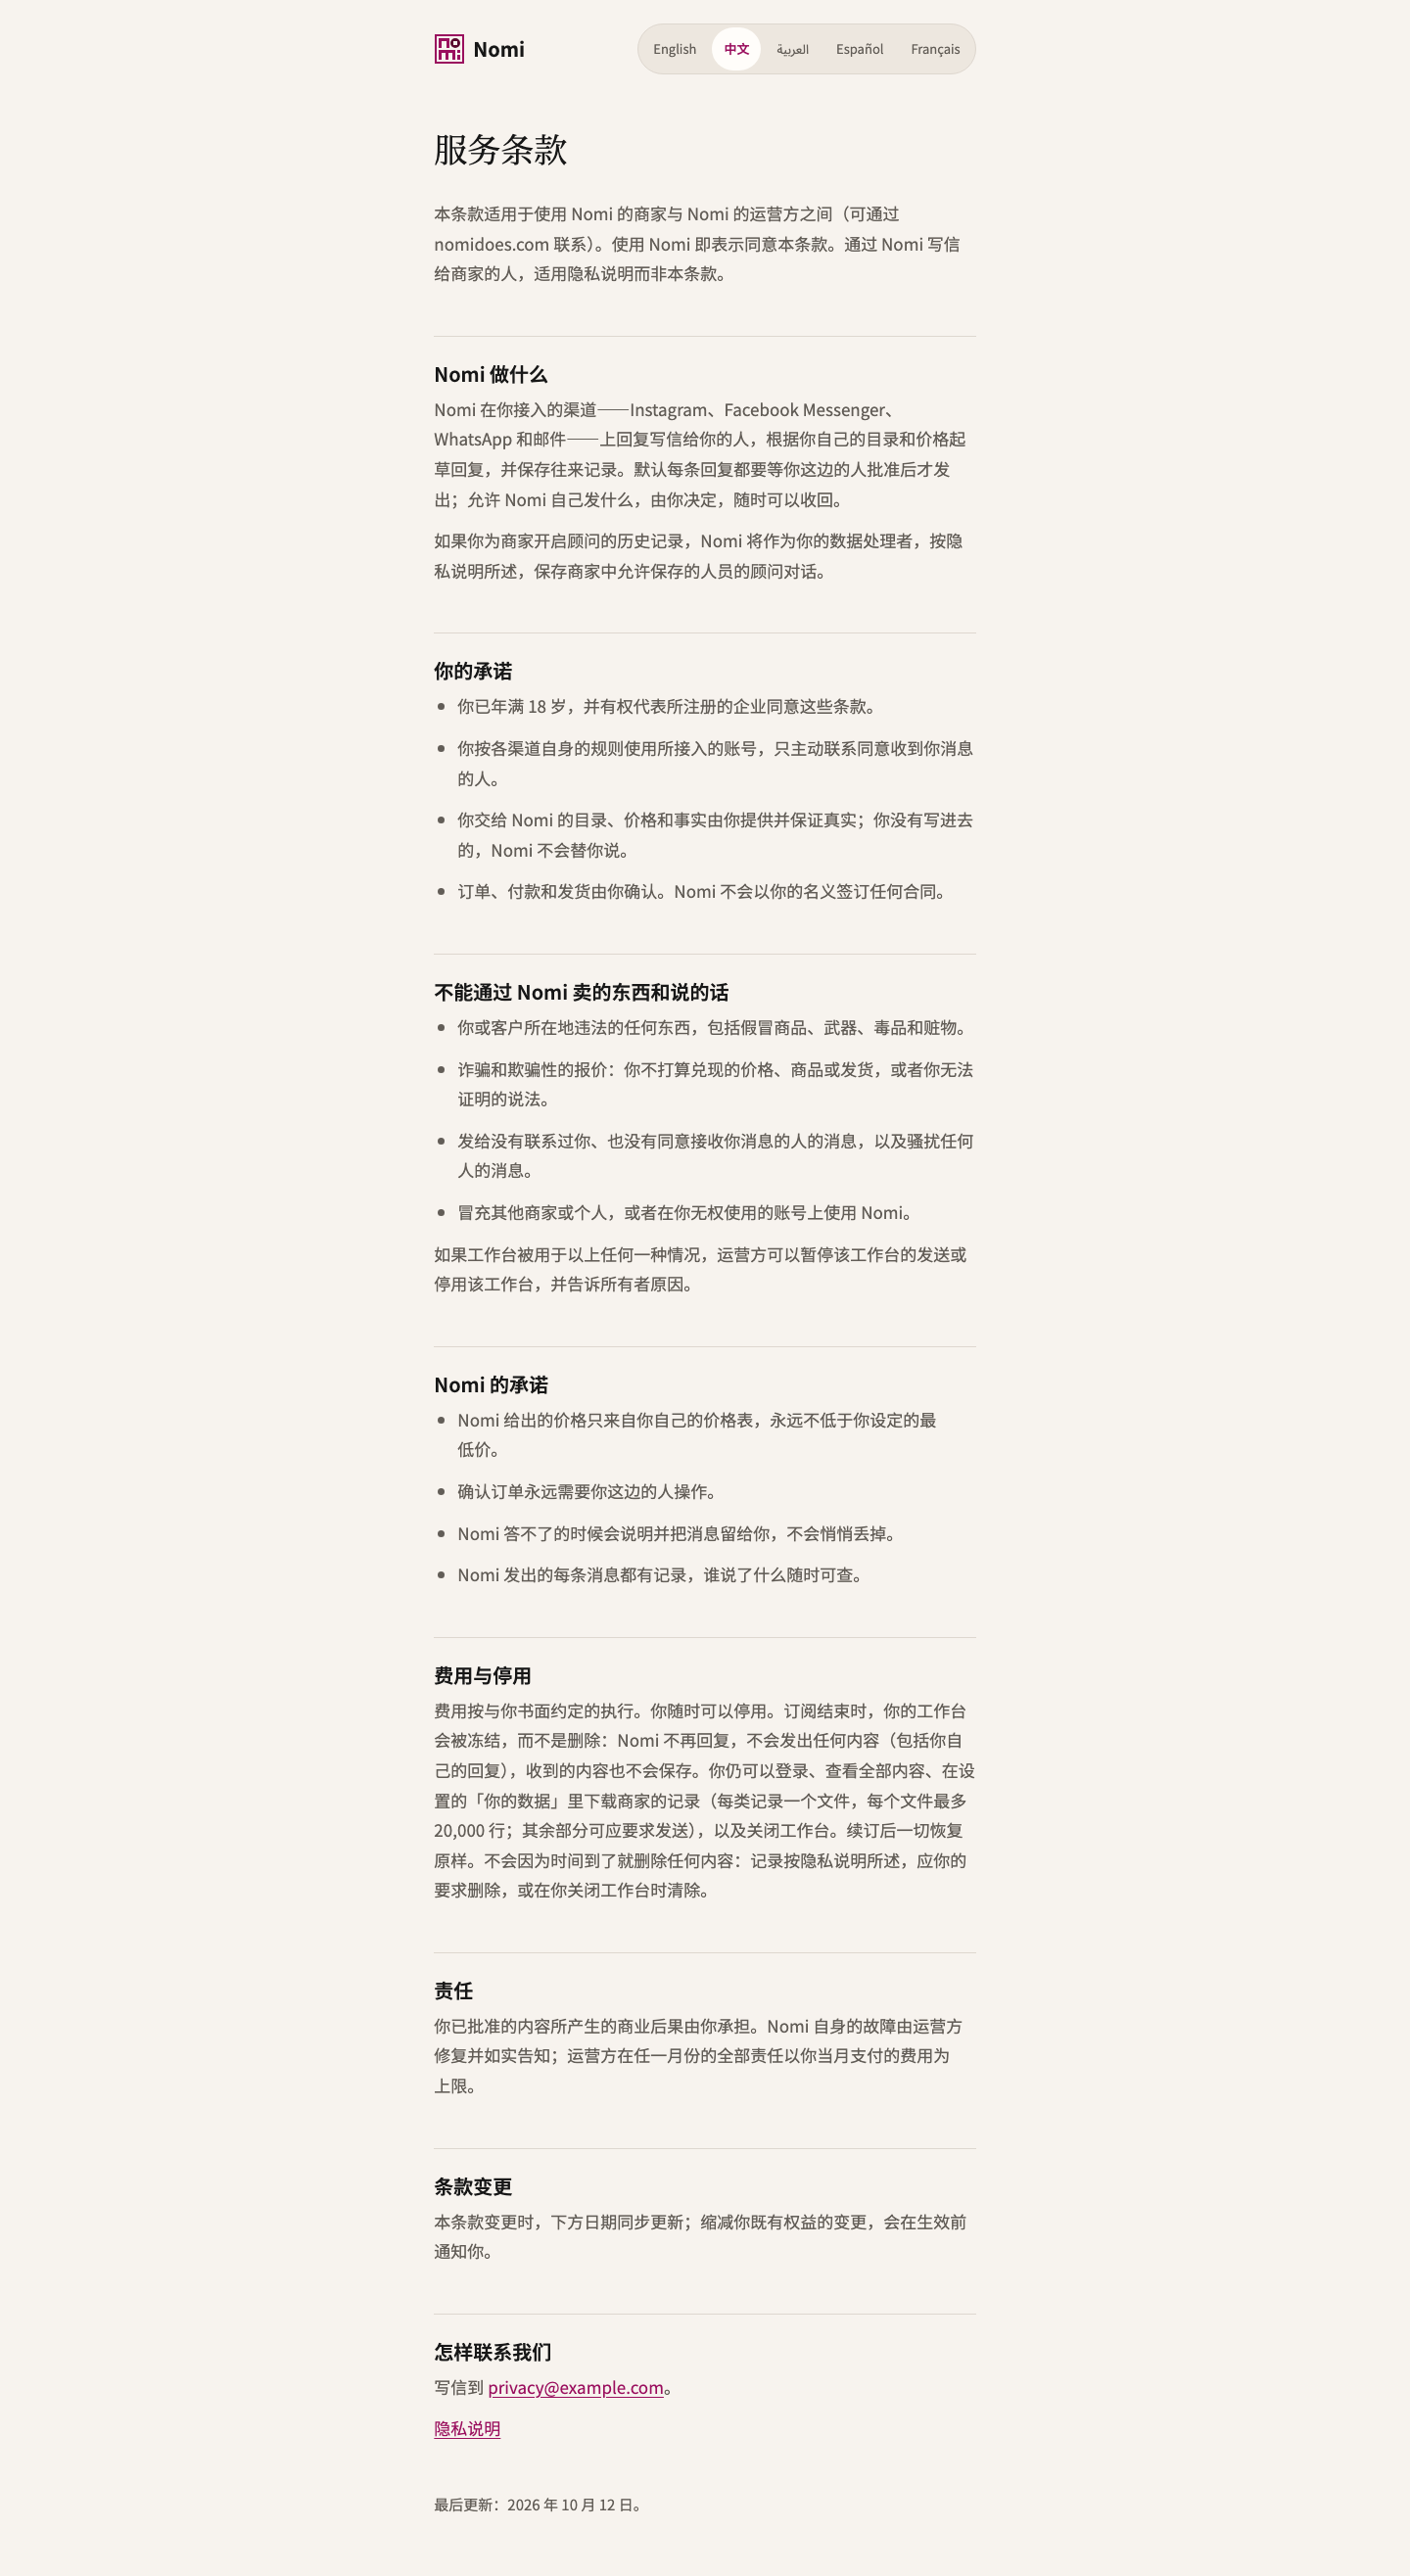 nomi Nomi
English 中文 العربية Español Français
服务条款
本条款适用于使用 Nomi 的商家与 Nomi 的运营方之间（可通过
nomidoes.com 联系）。使用 Nomi 即表示同意本条款。通过 Nomi 写信
给商家的人，适用隐私说明而非本条款。
Nomi 做什么
Nomi 在你接入的渠道——Instagram、Facebook Messenger、
WhatsApp 和邮件——上回复写信给你的人，根据你自己的目录和价格起
草回复，并保存往来记录。默认每条回复都要等你这边的人批准后才发
出；允许 Nomi 自己发什么，由你决定，随时可以收回。
如果你为商家开启顾问的历史记录，Nomi 将作为你的数据处理者，按隐
私说明所述，保存商家中允许保存的人员的顾问对话。
你的承诺
• 你已年满 18 岁，并有权代表所注册的企业同意这些条款。
• 你按各渠道自身的规则使用所接入的账号，只主动联系同意收到你消息
的人。
• 你交给 Nomi 的目录、价格和事实由你提供并保证真实；你没有写进去
的，Nomi 不会替你说。
• 订单、付款和发货由你确认。Nomi 不会以你的名义签订任何合同。
不能通过 Nomi 卖的东西和说的话
• 你或客户所在地违法的任何东西，包括假冒商品、武器、毒品和赃物。
• 诈骗和欺骗性的报价：你不打算兑现的价格、商品或发货，或者你无法
证明的说法。
• 发给没有联系过你、也没有同意接收你消息的人的消息，以及骚扰任何
人的消息。
• 冒充其他商家或个人，或者在你无权使用的账号上使用 Nomi。
如果工作台被用于以上任何一种情况，运营方可以暂停该工作台的发送或
停用该工作台，并告诉所有者原因。
Nomi 的承诺
• Nomi 给出的价格只来自你自己的价格表，永远不低于你设定的最
低价。
• 确认订单永远需要你这边的人操作。
• Nomi 答不了的时候会说明并把消息留给你，不会悄悄丢掉。
• Nomi 发出的每条消息都有记录，谁说了什么随时可查。
费用与停用
费用按与你书面约定的执行。你随时可以停用。订阅结束时，你的工作台
会被冻结，而不是删除：Nomi 不再回复，不会发出任何内容（包括你自
己的回复），收到的内容也不会保存。你仍可以登录、查看全部内容、在设
置的「你的数据」里下载商家的记录（每类记录一个文件，每个文件最多
20,000 行；其余部分可应要求发送），以及关闭工作台。续订后一切恢复
原样。不会因为时间到了就删除任何内容：记录按隐私说明所述，应你的
要求删除，或在你关闭工作台时清除。
责任
你已批准的内容所产生的商业后果由你承担。Nomi 自身的故障由运营方
修复并如实告知；运营方在任一月份的全部责任以你当月支付的费用为
上限。
条款变更
本条款变更时，下方日期同步更新；缩减你既有权益的变更，会在生效前
通知你。
怎样联系我们
写信到 privacy@example.com。
隐私说明
最后更新：2026 年 10 月 12 日。